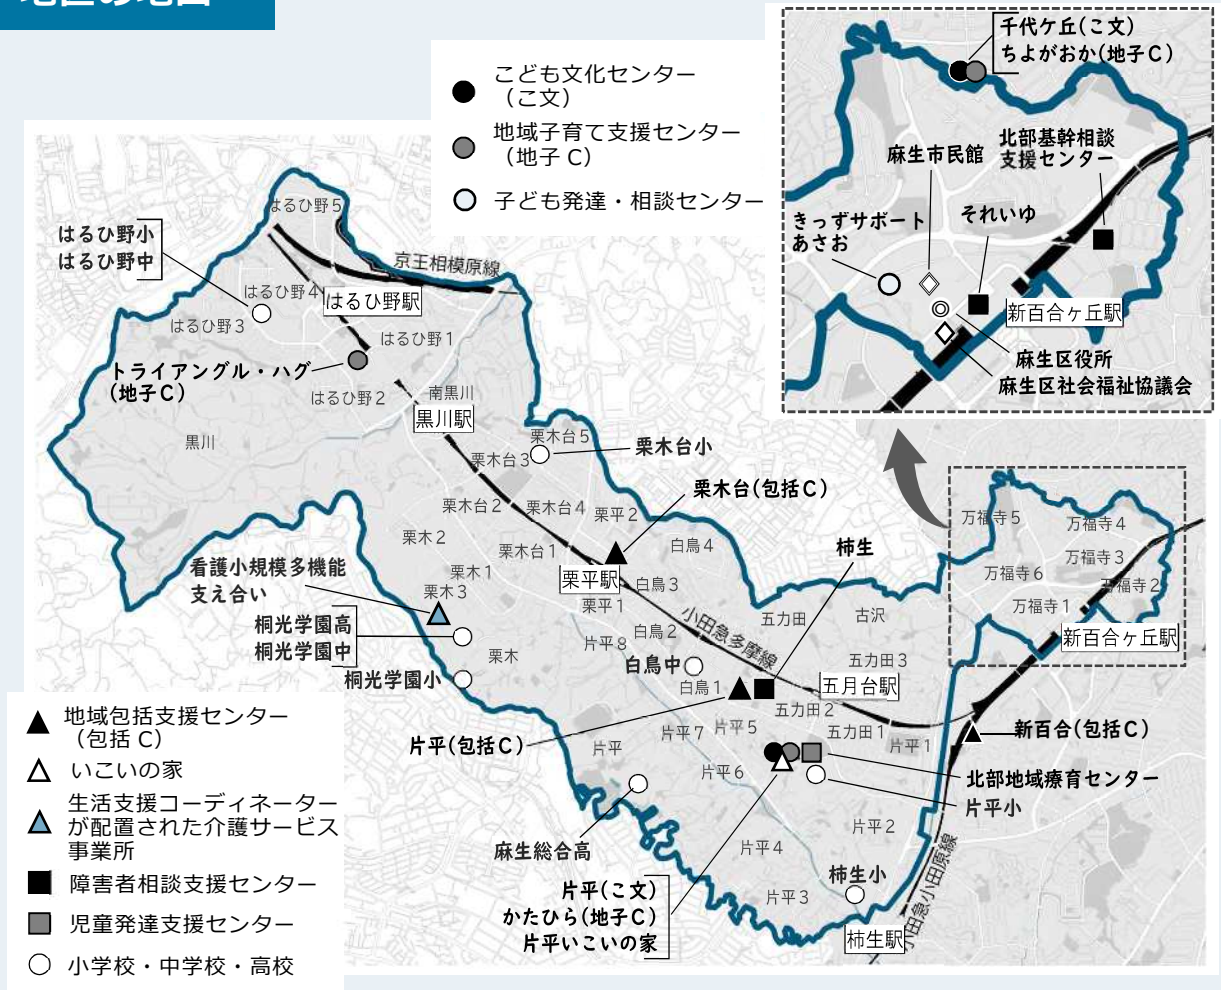 地区の地図
こども文化センター
（こ文）
地域子育て支援センター
（地子 C）
子ども発達・相談センター
千代ケ丘(こ文)
ちよがおか(地子C)
麻生市民館
北部基幹相談
支援センター
きっずサポート
あさお
それいゆ
新百合ヶ丘駅
麻生区役所
麻生区社会福祉協議会
はるひ野5
はるひ野小
はるひ野中
京王相模原線
はるひ野4
はるひ野駅
はるひ野3
はるひ野1
トライアングル・ハグ
(地子C)
はるひ野2
南黒川
黒川駅
黒川
栗木台5
栗木台小
栗木台3
栗木台(包括C)
栗木台2
栗木台4
栗平2
栗木2
栗木台1
白鳥4
柿生
看護小規模多機能
支え合い
栗木1
栗平駅
白鳥3
栗木3
栗平1
小田急多摩線
五力田
古沢
桐光学園高
桐光学園中
片平8
白鳥2
栗木
白鳥中
五力田3
桐光学園小
白鳥1
五月台駅
五力田2
万福寺5
万福寺4
万福寺3
万福寺6
万福寺2
万福寺1
新百合ヶ丘駅
片平(包括C)
片平
片平7
片平5
五力田1
片平1
新百合(包括C)
片平6
北部地域療育センター
片平小
麻生総合高
片平2
片平4
小田急小田原線
片平(こ文)
かたひら(地子C)
片平いこいの家
片平3
柿生小
柿生駅
地域包括支援センター
（包括 C）
いこいの家
生活支援コーディネーター
が配置された介護サービス
事業所
障害者相談支援センター
児童発達支援センター
小学校・中学校・高校